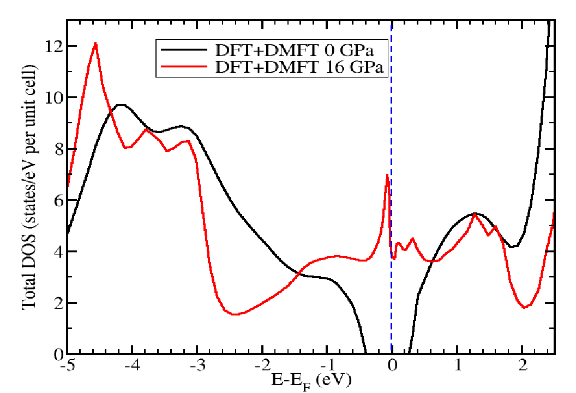 DFT+DMFT 0 GPa
DFT+DMFT 16 GPa
Total DOS (states/eV per unit cell)
12
10
8
6
4
2
0
-5 -4 -3 -2 -1 0 1 2
E-E_F (eV)